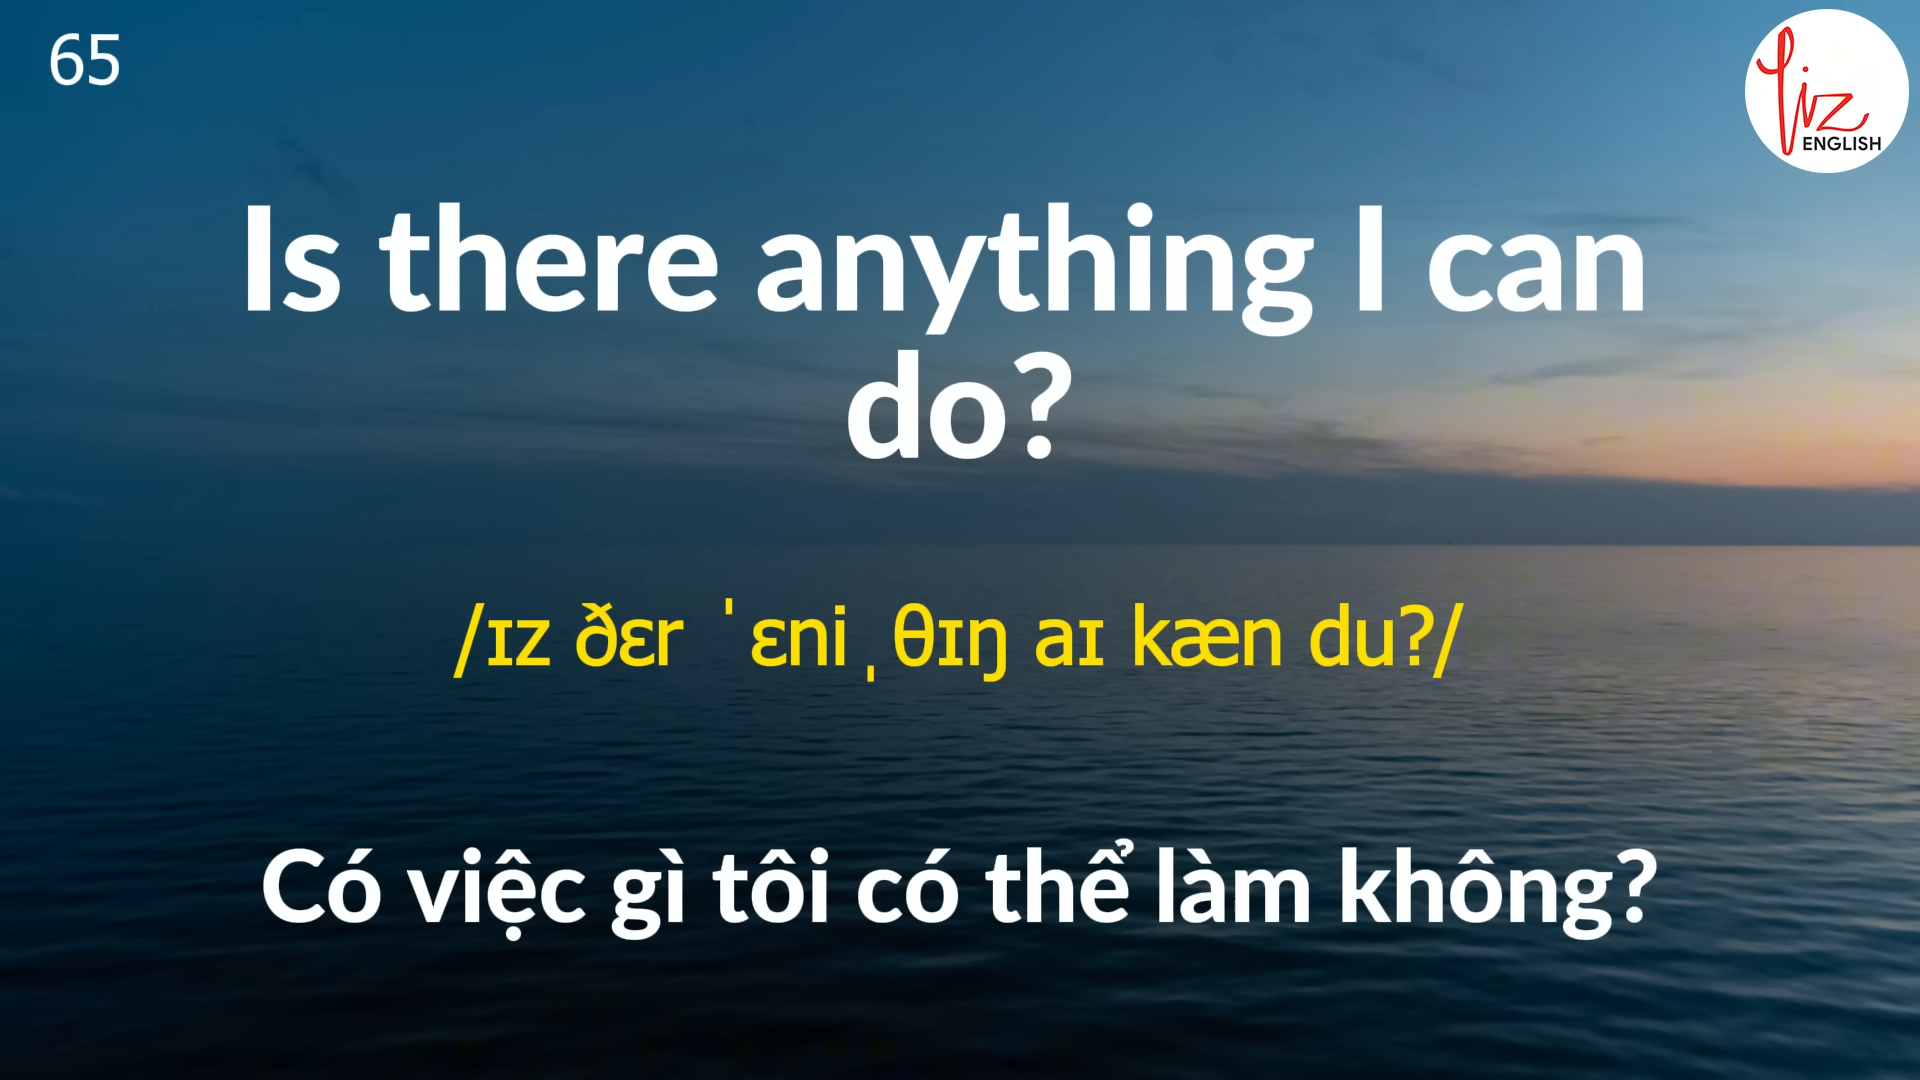 65
Liz
ENGLISH
Is there anything I can
do?
/ɪz ðɛr ˈɛniˌθɪŋ aɪ kæn du?/
Có việc gì tôi có thể làm không?